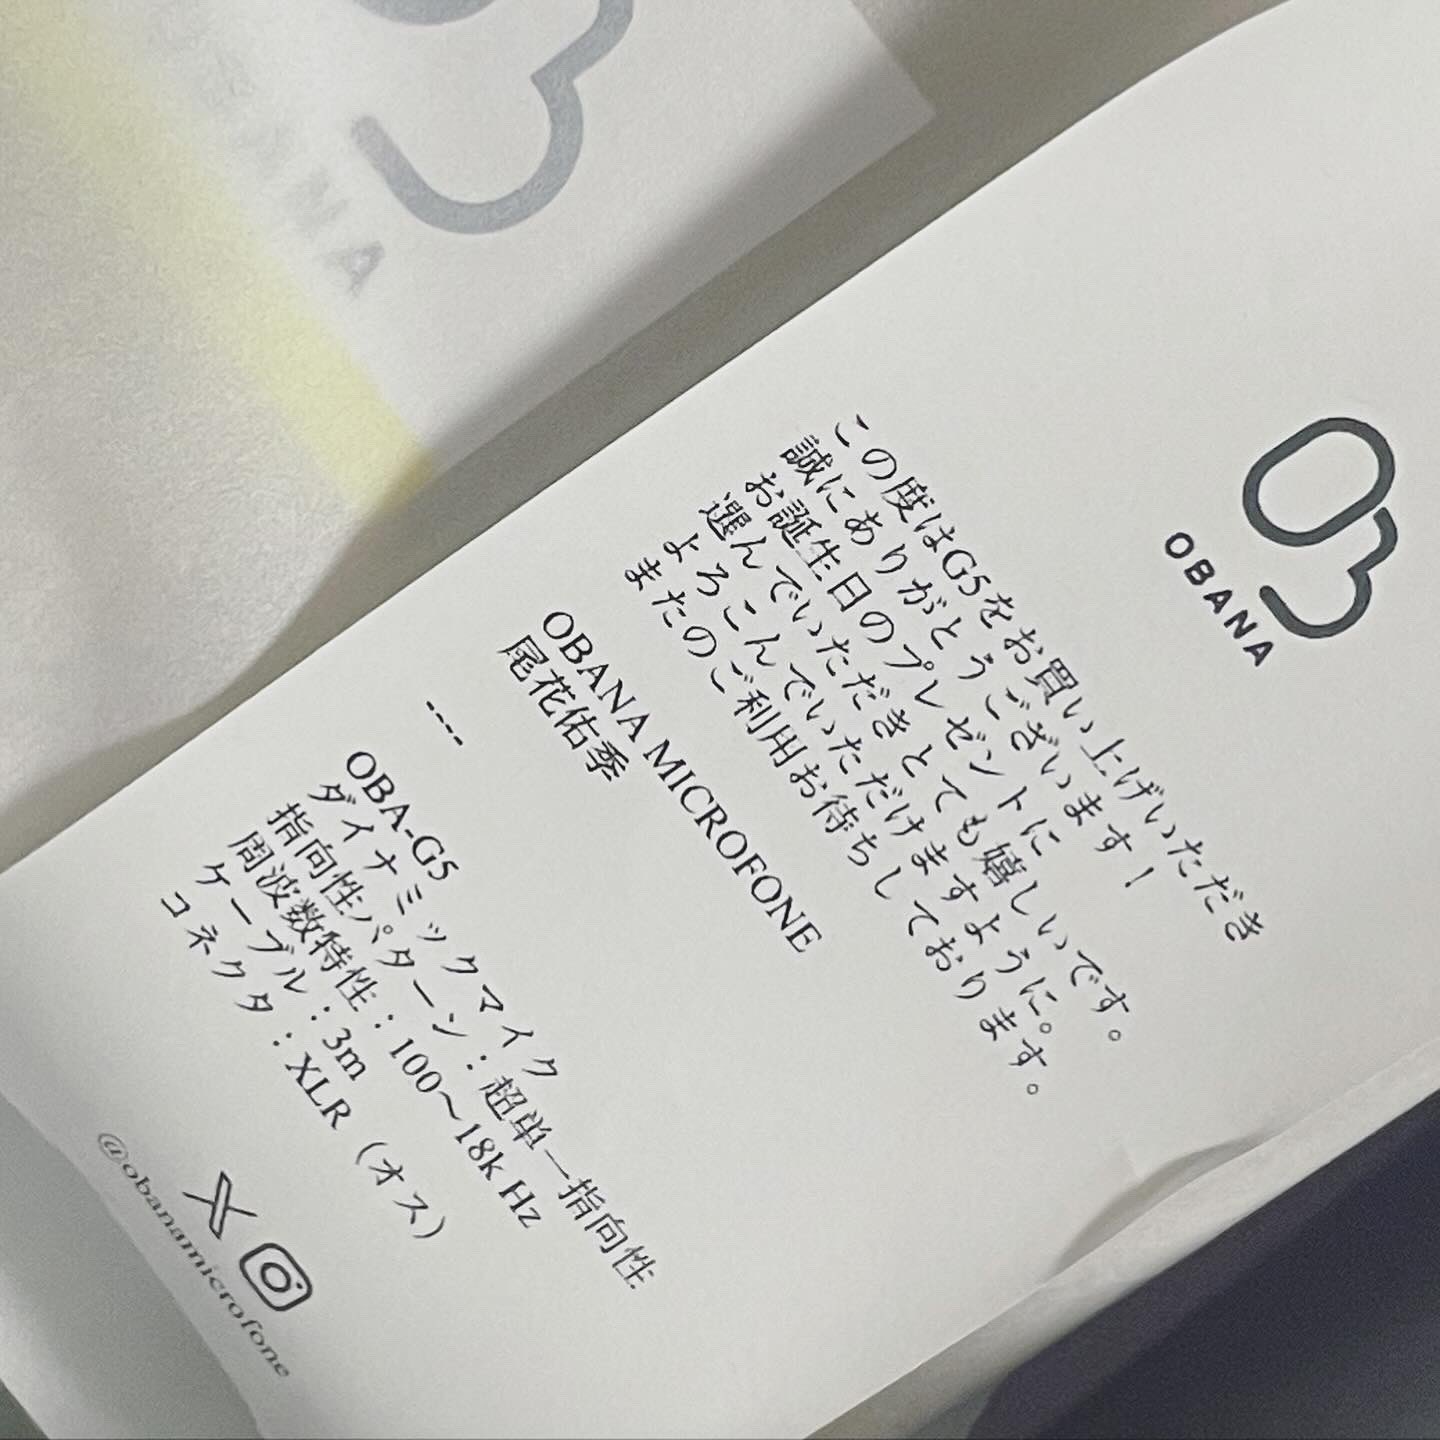 OBANA
この度はG5をお買い上げいただき
誠にありがとうございます！
お誕生日のプレゼントに
選んでいただきとても嬉しいです。
よろこんでいただけますように。
またのご利用お待ちしております。
OBANA MICROFONE
尾花佑季
----
OBA-G5
ダイナミックマイク
指向性パターン：超単一指向性
周波数特性：100〜18k Hz
ケーブル：3m
コネクタ：XLR（オス）
@obanamicrofone